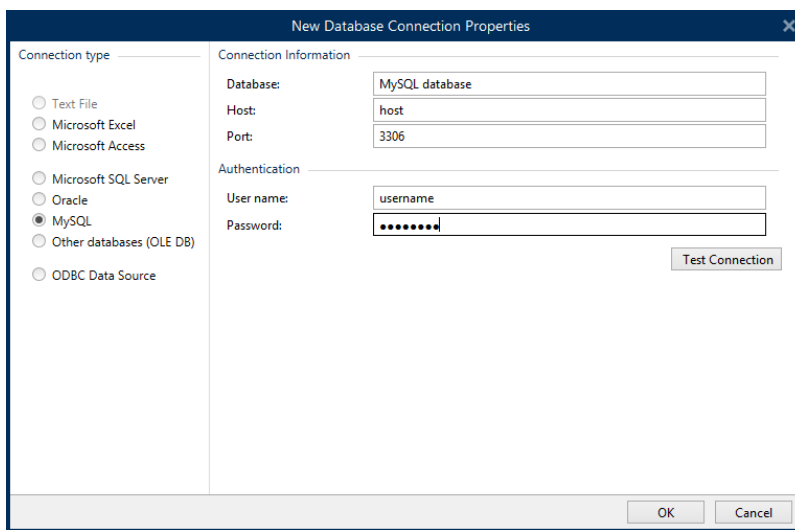 New Database Connection Properties
Connection type
Text File
Microsoft Excel
Microsoft Access
Microsoft SQL Server
Oracle
MySQL
Other databases (OLE DB)
ODBC Data Source
Connection Information
Database: MySQL database
Host: host
Port: 3306
Authentication
User name: username
Password: ●●●●●●●●
Test Connection
OK Cancel